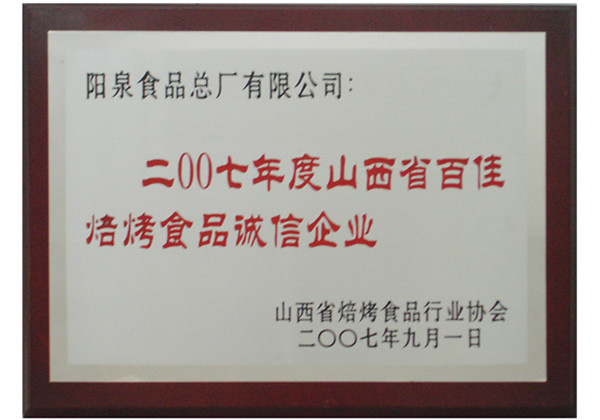 阳泉食品总厂有限公司:
二00七年度山西省百佳
焙烤食品诚信企业
山西省焙烤食品行业协会
二〇〇七年九月一日